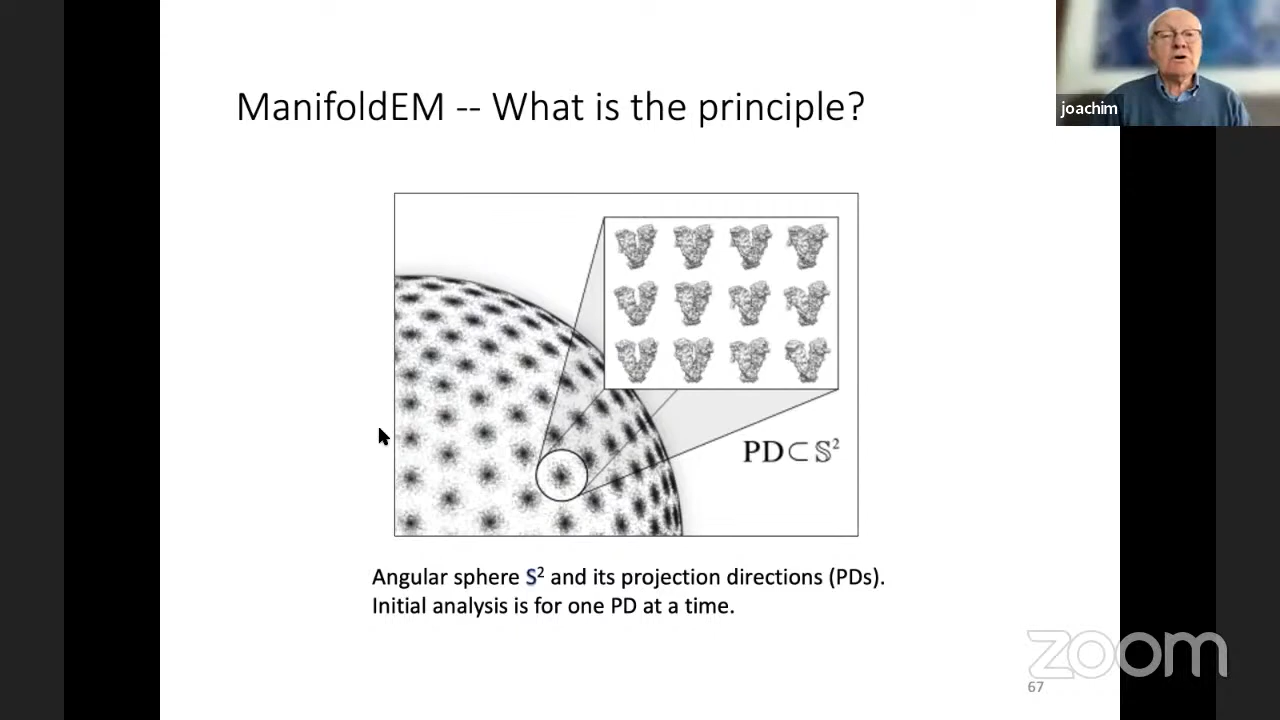 ManifoldEM -- What is the principle?
joachim
PD⊂𝕊²
Angular sphere S² and its projection directions (PDs).
Initial analysis is for one PD at a time.
zoom
67